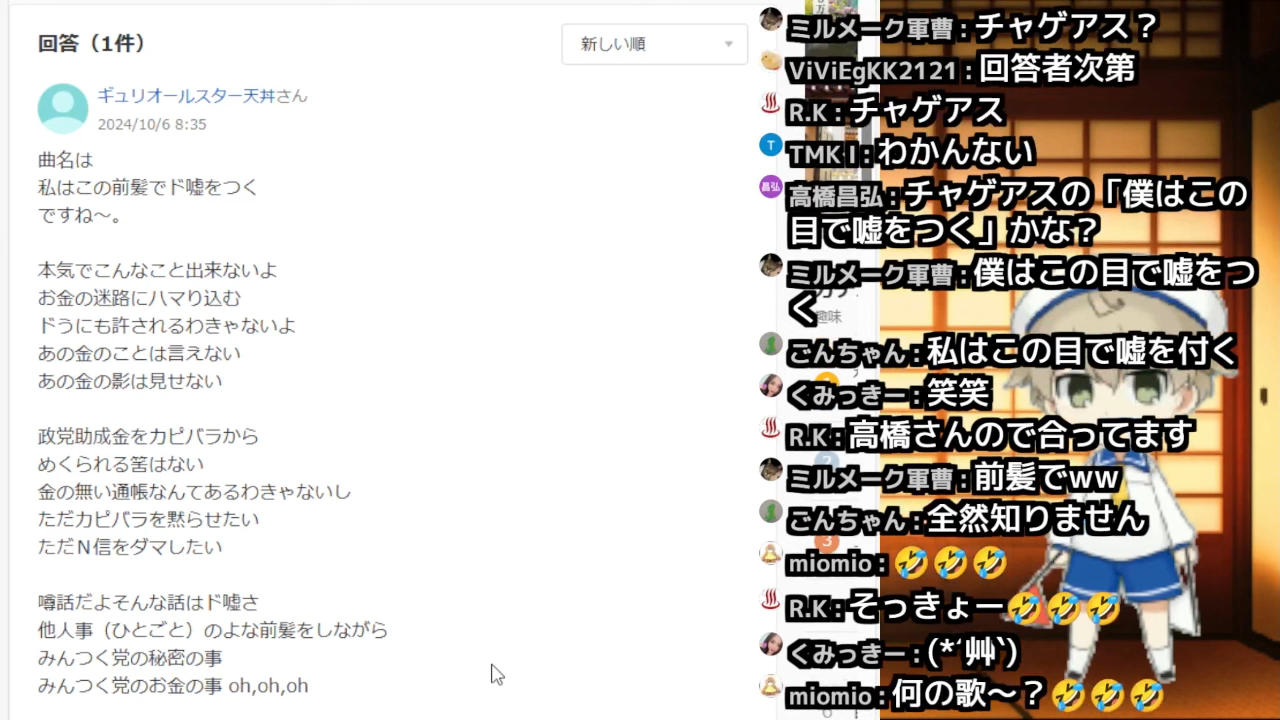 回答（1件）
新しい順
ギュリオールスター天丼さん
2024/10/6 8:35
曲名は
私はこの前髪でド嘘をつく
ですね～。
本気でこんなこと出来ないよ
お金の迷路にハマり込む
ドうにも許されるわきゃないよ
あの金のことは言えない
あの金の影は見せない
政党助成金をカピバラから
めくられる筈はない
金の無い通帳なんてあるわきゃないし
ただカピバラを黙らせたい
ただN信をダマしたい
噂話だよそんな話はド嘘さ
他人事（ひとごと）のよな前髪をしながら
みんつく党の秘密の事
みんつく党のお金の事 oh,oh,oh
ミルメーク軍曹 : チャゲアス？
ViViEgKK2121 : 回答者次第
R.K : チャゲアス
T
TMK I : わかんない
昌弘
高橋昌弘 : チャゲアスの「僕はこの
目で嘘をつく」かな？
ミルメーク軍曹 : 僕はこの目で嘘をつ
く
趣味
ごんちゃん : 私はこの目で嘘を付く
くみっきー : 笑笑
R.K : 高橋さんので合ってます
2
ミルメーク軍曹 : 前髪でww
ごんちゃん : 全然知りません
3
miomio : 🤣🤣🤣
R.K : そっきょー🤣🤣🤣
くみっきー : (*´艸`)
miomio : 何の歌～？🤣🤣🤣